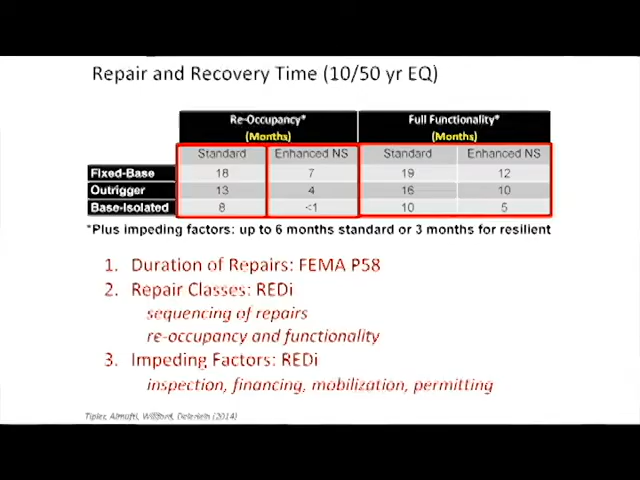 Repair and Recovery Time (10/50 yr EQ)
Re-Occupancy* Full Functionality*
(Months) (Months)
Standard Enhanced NS Standard Enhanced NS
Fixed-Base 18 7 19 12
Outrigger 13 4 16 10
Base-Isolated 8 <1 10 5
*Plus impeding factors: up to 6 months standard or 3 months for resilient
1. Duration of Repairs: FEMA P58
2. Repair Classes: REDi
sequencing of repairs
re-occupancy and functionality
3. Impeding Factors: REDi
inspection, financing, mobilization, permitting
Tipler, Almufti, Willford, Deierlein (2014)